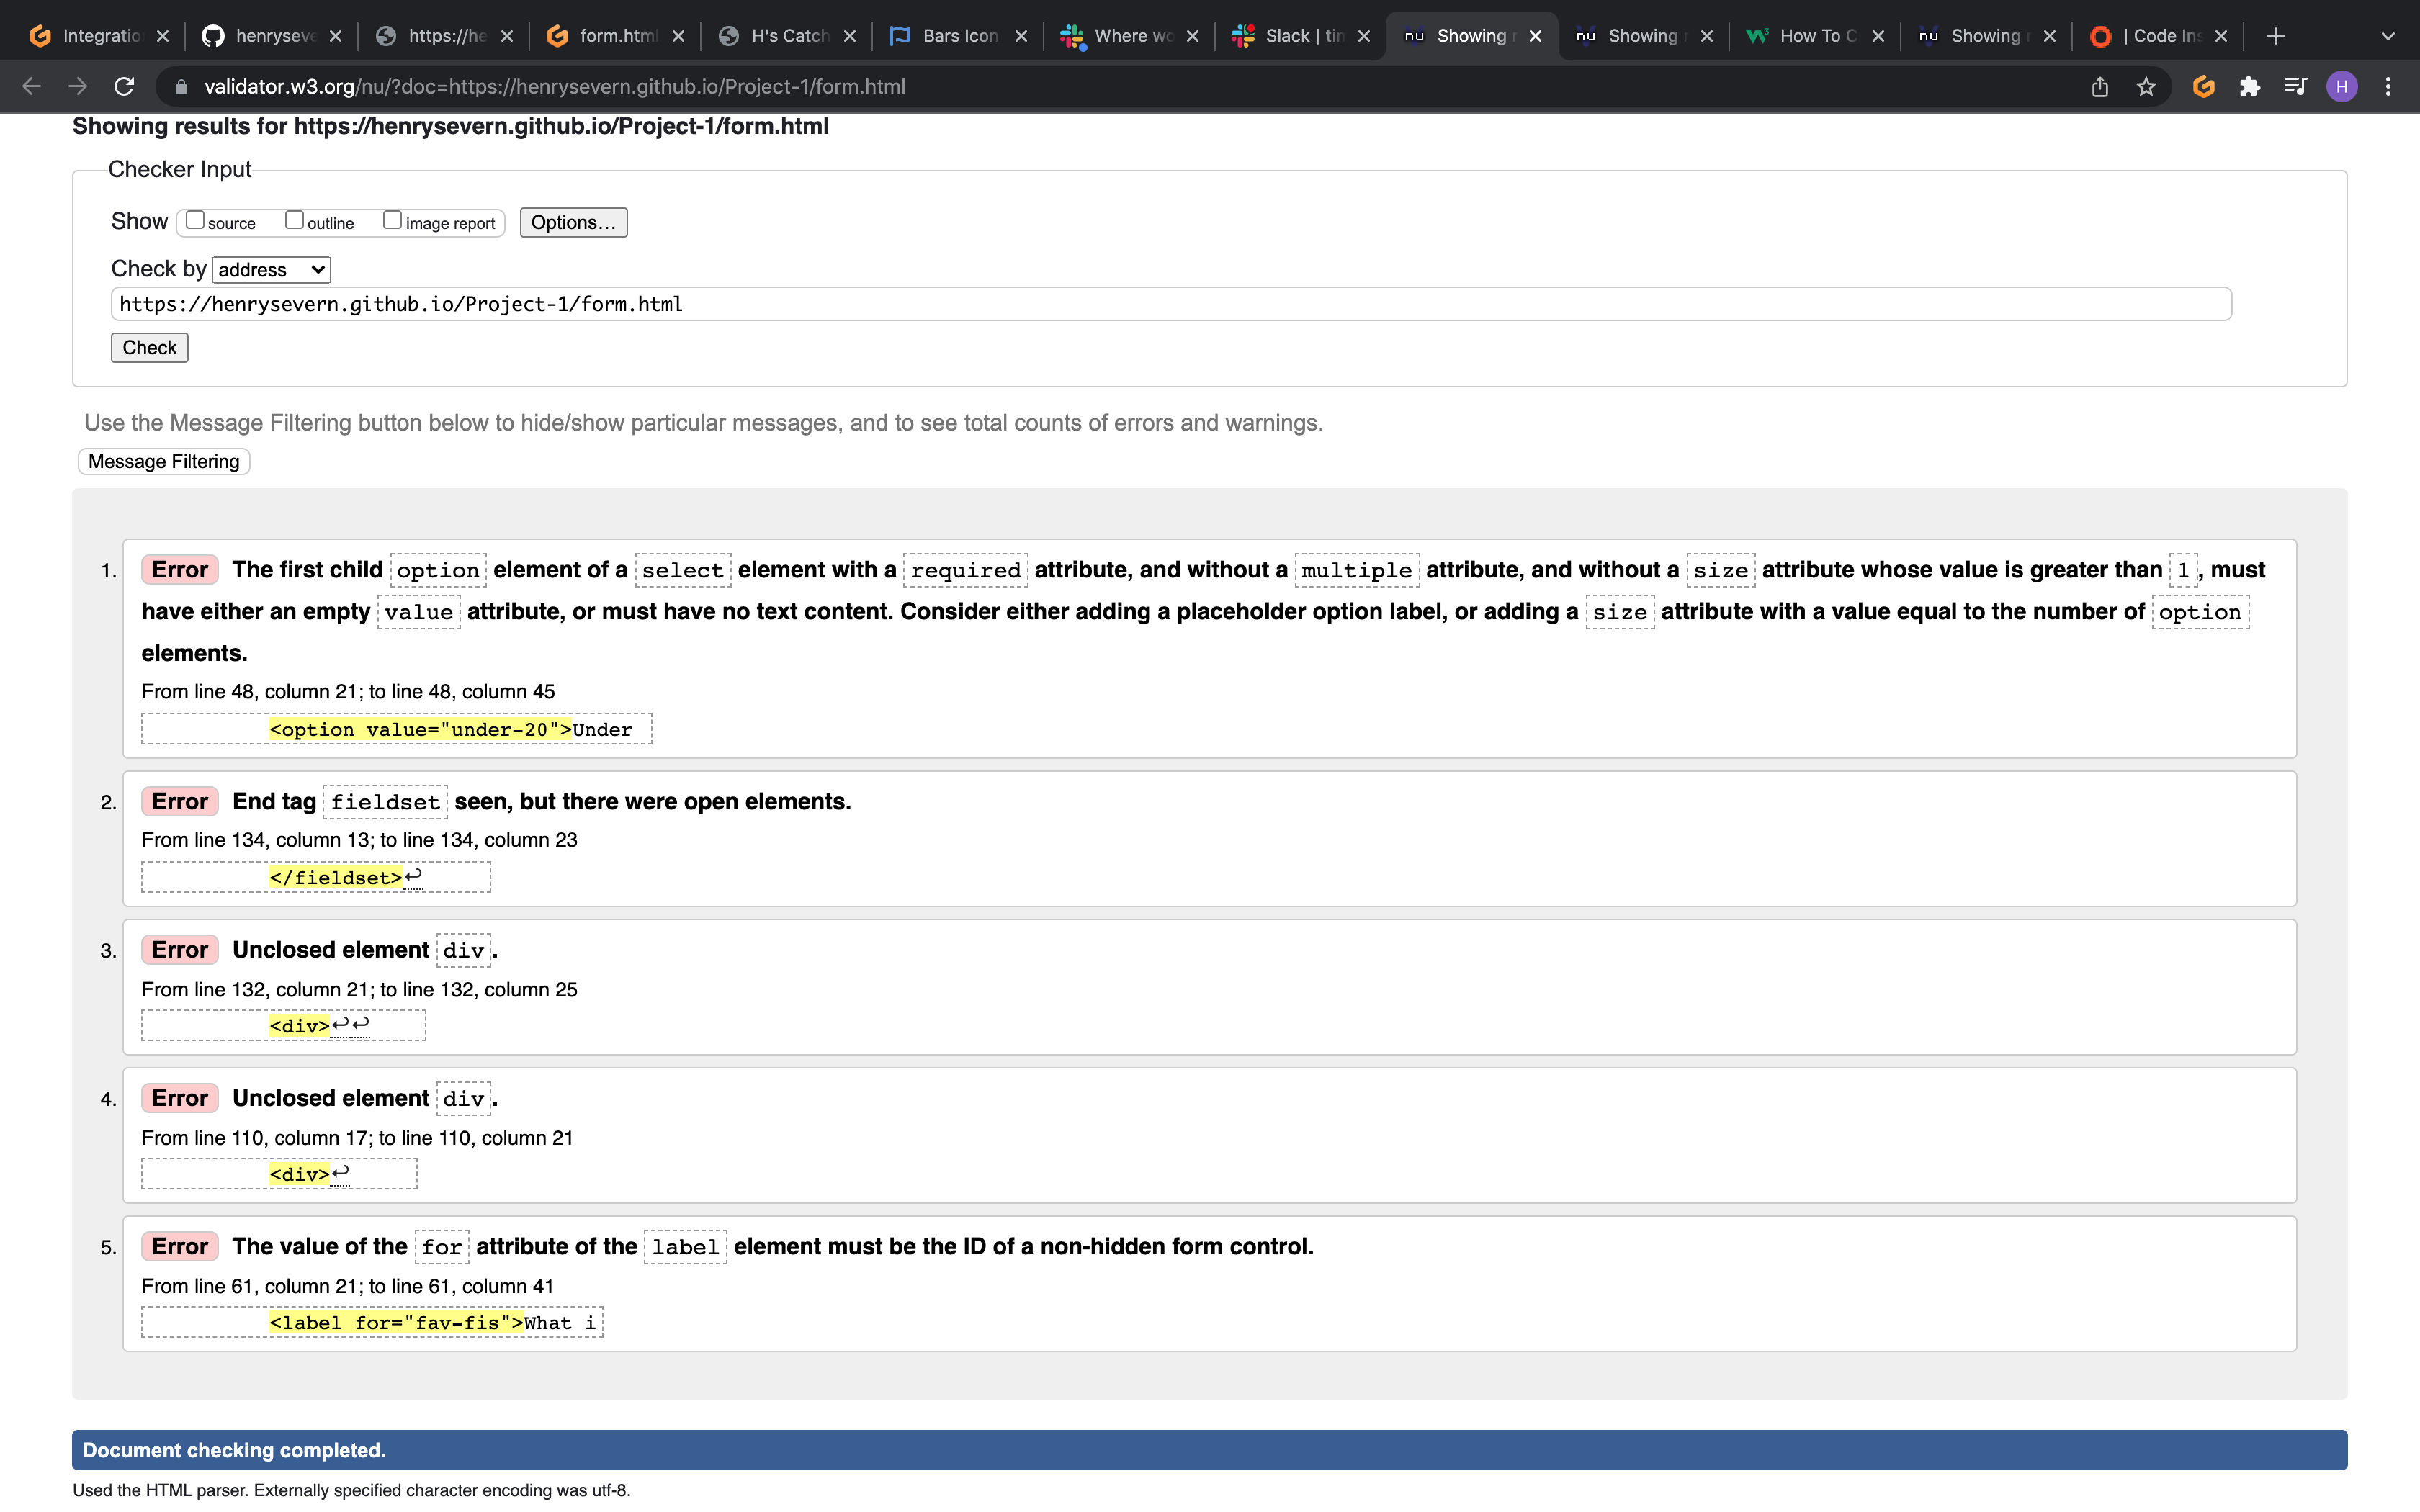 Integratio
henryseve
https://he
form.html
H's Catch
Bars Icon
Where wo
Slack | tim
nu Showing r
nu Showing r
How To C
nu Showing r
| Code Ins
validator.w3.org/nu/?doc=https://henrysevern.github.io/Project-1/form.html
H
Showing results for https://henrysevern.github.io/Project-1/form.html
Checker Input
Show source outline image report Options...
Check by address
https://henrysevern.github.io/Project-1/form.html
Check
Use the Message Filtering button below to hide/show particular messages, and to see total counts of errors and warnings.
Message Filtering
1. Error The first child option element of a select element with a required attribute, and without a multiple attribute, and without a size attribute whose value is greater than 1, must
have either an empty value attribute, or must have no text content. Consider either adding a placeholder option label, or adding a size attribute with a value equal to the number of option
elements.
From line 48, column 21; to line 48, column 45
<option value="under-20">Under
2. Error End tag fieldset seen, but there were open elements.
From line 134, column 13; to line 134, column 23
</fieldset>↩
3. Error Unclosed element div.
From line 132, column 21; to line 132, column 25
<div>↩↩
4. Error Unclosed element div.
From line 110, column 17; to line 110, column 21
<div>↩
5. Error The value of the for attribute of the label element must be the ID of a non-hidden form control.
From line 61, column 21; to line 61, column 41
<label for="fav-fis">What i
Document checking completed.
Used the HTML parser. Externally specified character encoding was utf-8.